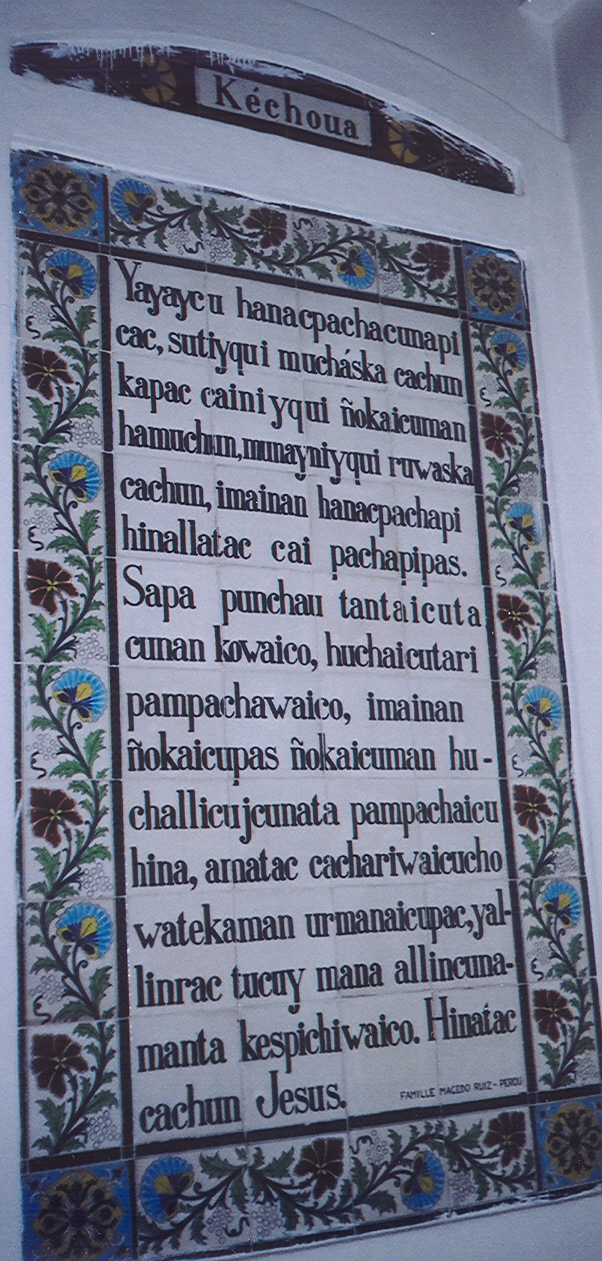 Kéchoua
Yayaycu hanacpachacunapi
cac, sutiyqui mucháska cachun
kapac cainiyqui ñokaicuman
hamuchun, munayniyqui ruwaska
cachun, imainan hanacpachapi
hinallatac cai pachapipas.
Sapa punchau tantaicuta
cunan kowaico, huchaicutari
pampachawaico, imainan
ñokaicupas ñokaicuman hu-
challicujcunata pampachaicu
hina, amatac cachariwaicucho
watekaman urmanaicupac, yal-
linrac tucuy mana allincuna-
manta kespichiwaico. Hinatac
cachun Jesus.
FAMILLE MACEDO RUIZ - PEROU